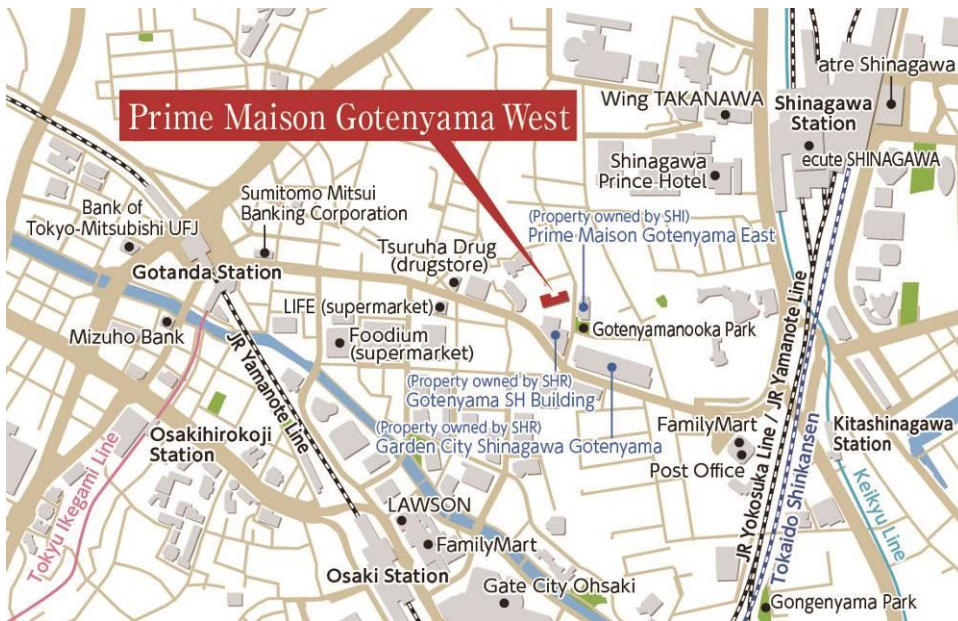 atre Shinagawa
Wing TAKANAWA
Shinagawa
Station
Prime Maison Gotenyama West
ecute SHINAGAWA
Shinagawa
Prince Hotel
Sumitomo Mitsui
Banking Corporation
Bank of
Tokyo-Mitsubishi UFJ
(Property owned by SHI)
Prime Maison Gotenyama East
Tsuruha Drug
(drugstore)
Gotanda Station
LIFE (supermarket)
Mizuho Bank
Foodium
(supermarket)
Gotenyamanooka Park
JR Yamanote Line
(Property owned by SHR)
Gotenyama SH Building
(Property owned by SHR)
Garden City Shinagawa Gotenyama
JR Yokosuka Line / JR Yamanote Line
Tokaido Shinkansen
FamilyMart
Post Office
Kitashinagawa
Station
Keikyu Line
Osakihirokoji
Station
Tokyu Ikegami Line
LAWSON
FamilyMart
Osaki Station
Gate City Ohsaki
Gongenyama Park